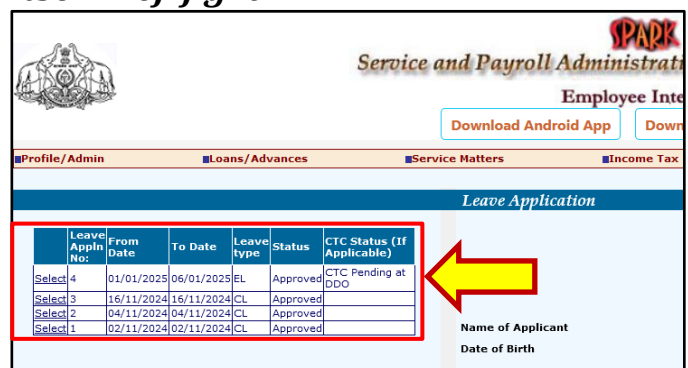 SPARK
Service and Payroll Administrati
Employee Inte
Download Android App Down
Profile/Admin Loans/Advances Service Matters Income Tax
Leave Application
Leave Appln No: From Date To Date Leave type Status CTC Status (If Applicable)
Select 4 01/01/2025 06/01/2025 EL Approved CTC Pending at DDO
Select 3 16/11/2024 16/11/2024 CL Approved
Select 2 04/11/2024 04/11/2024 CL Approved
Select 1 02/11/2024 02/11/2024 CL Approved
Name of Applicant
Date of Birth